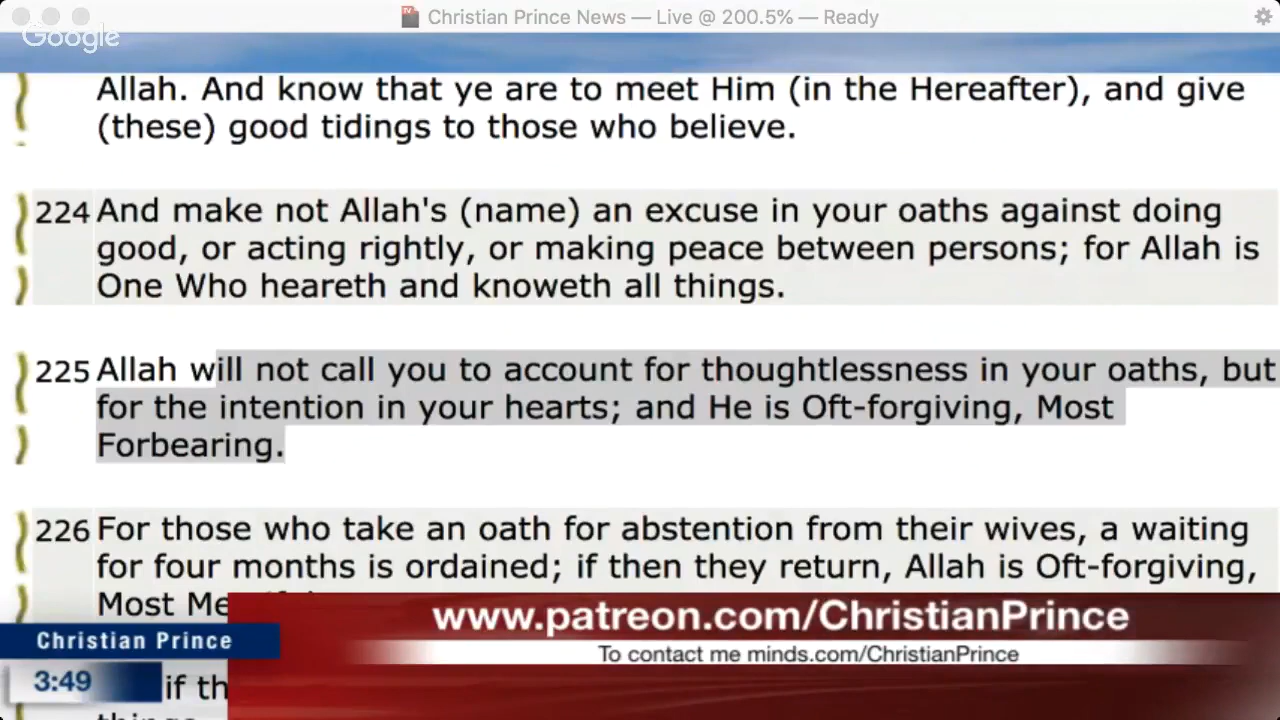 Christian Prince News — Live @ 200.5% — Ready
Google
Allah. And know that ye are to meet Him (in the Hereafter), and give
(these) good tidings to those who believe.
224 And make not Allah's (name) an excuse in your oaths against doing
good, or acting rightly, or making peace between persons; for Allah is
One Who heareth and knoweth all things.
225 Allah will not call you to account for thoughtlessness in your oaths, but
for the intention in your hearts; and He is Oft-forgiving, Most
Forbearing.
226 For those who take an oath for abstention from their wives, a waiting
for four months is ordained; if then they return, Allah is Oft-forgiving,
Most
www.patreon.com/ChristianPrince
Christian Prince
To contact me minds.com/ChristianPrince
3:49
if